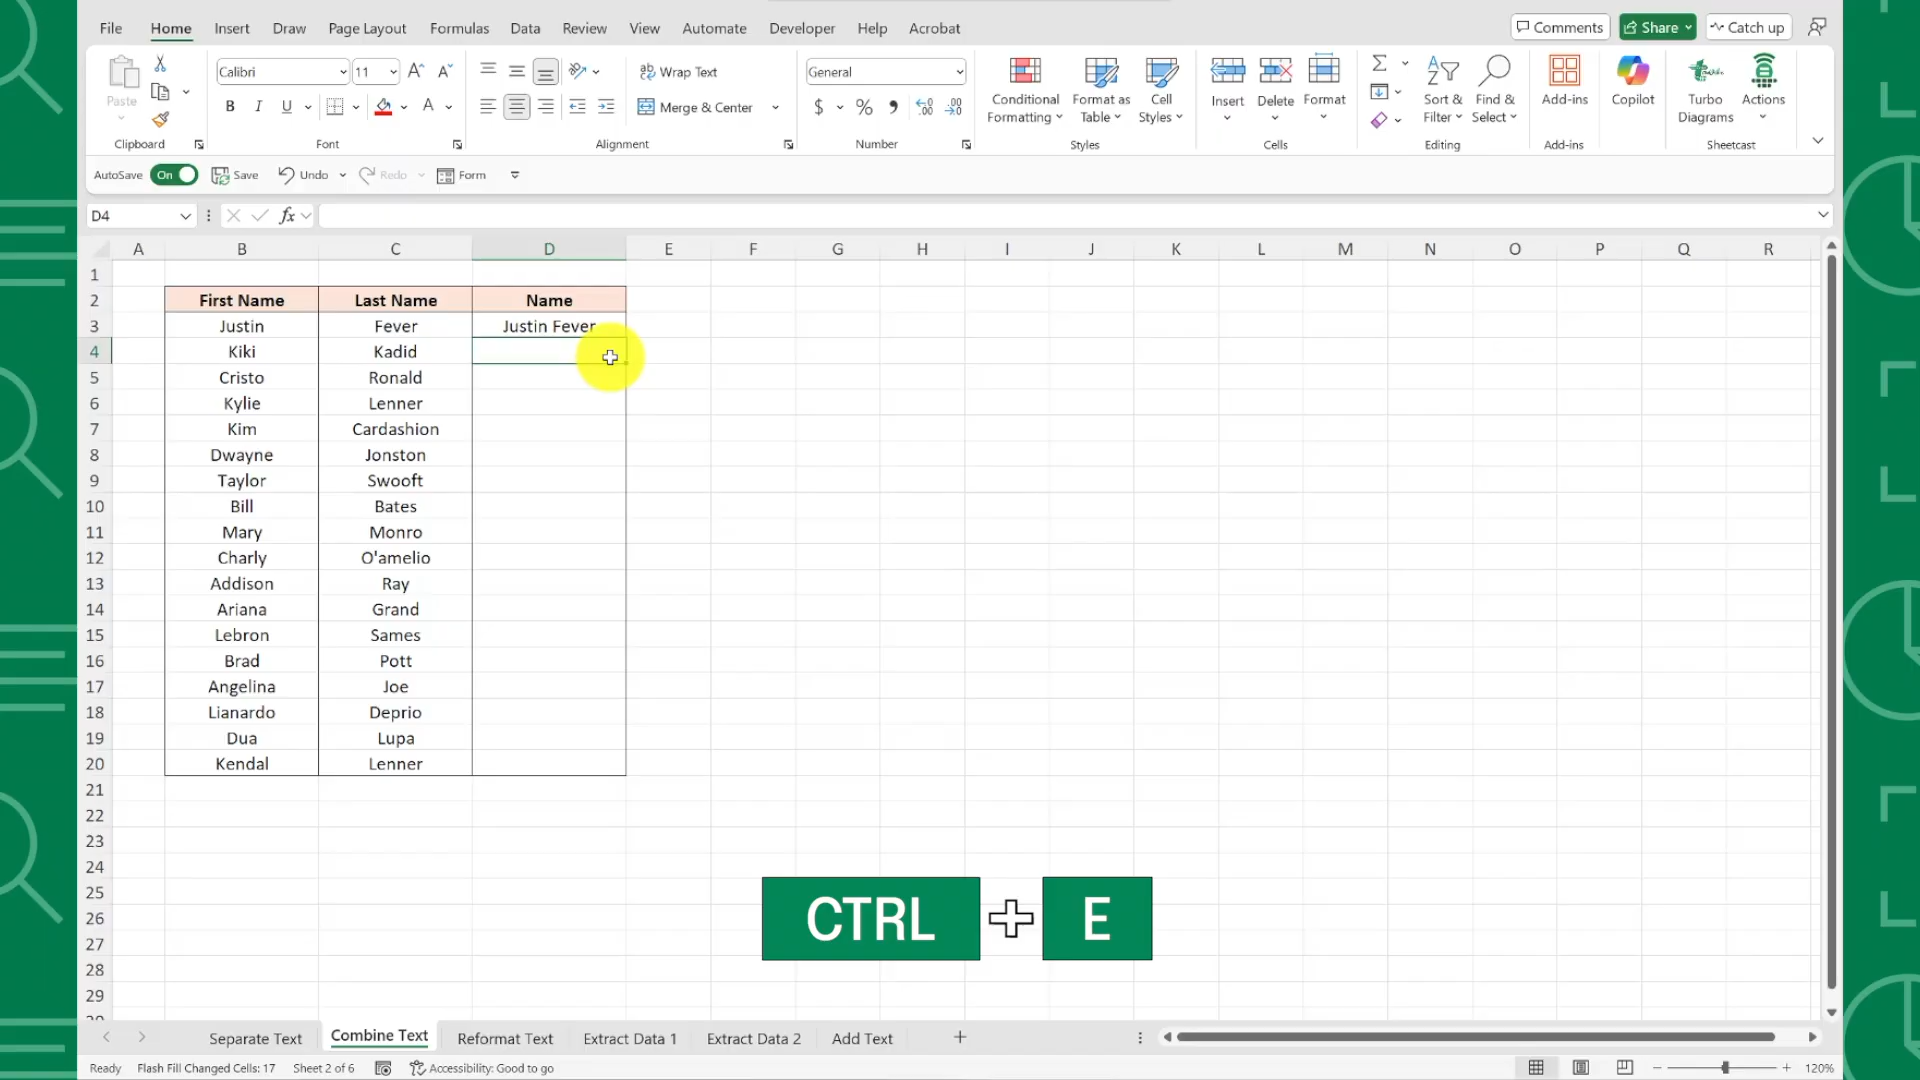 File Home Insert Draw Page Layout Formulas Data Review View Automate Developer Help Acrobat Comments Share Catch up
Calibri 11 Wrap Text General
Paste B I U A Merge & Center $ % Conditional Formatting Format as Table Cell Styles Insert Delete Format Sort & Filter Find & Select Add-ins Copilot Turbo Diagrams Actions
Clipboard Font Alignment Number Styles Cells Editing Add-ins Sheetcast
AutoSave On Save Undo Redo Form
D4 fx
A B C D E F G H I J K L M N O P Q R
1
2 First Name Last Name Name
3 Justin Fever Justin Fever
4 Kiki Kadid
5 Cristo Ronald
6 Kylie Lenner
7 Kim Cardashion
8 Dwayne Jonston
9 Taylor Swooft
10 Bill Bates
11 Mary Monro
12 Charly O'amelio
13 Addison Ray
14 Ariana Grand
15 Lebron Sames
16 Brad Pott
17 Angelina Joe
18 Lianardo Deprio
19 Dua Lupa
20 Kendal Lenner
21
22
23
24
25
26 CTRL + E
27
28
29
Separate Text Combine Text Reformat Text Extract Data 1 Extract Data 2 Add Text +
Ready Flash Fill Changed Cells: 17 Sheet 2 of 6 Accessibility: Good to go - + 120%